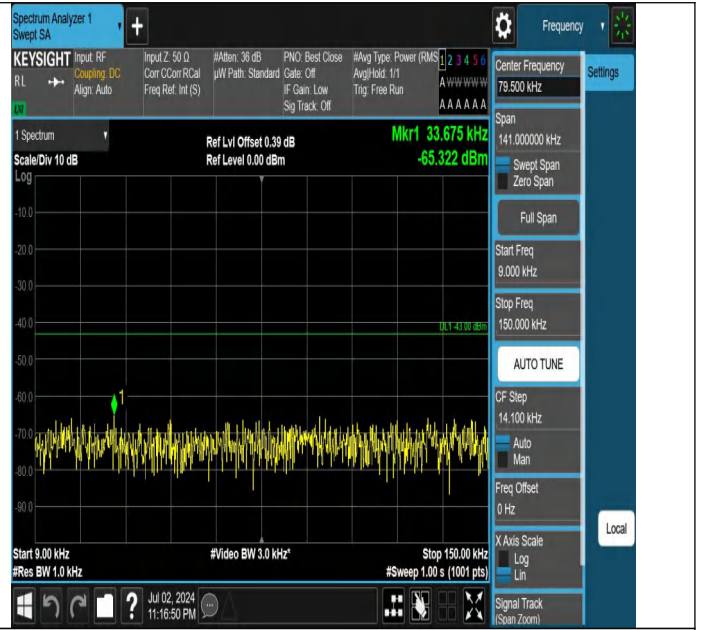 Spectrum Analyzer 1
Swept SA
+
Frequency
KEYSIGHT
RL
LXI
Input: RF
Coupling: DC
Align: Auto
Input Z: 50 Ω
Corr CCorr RCal
Freq Ref: Int (S)
#Atten: 36 dB
µW Path: Standard
PNO: Best Close
Gate: Off
IF Gain: Low
Sig Track: Off
#Avg Type: Power (RMS
Avg|Hold: 1/1
Trig: Free Run
1 2 3 4 5 6
A W W W W W
A A A A A A
1 Spectrum
Scale/Div 10 dB
Log
Ref Lvl Offset 0.39 dB
Ref Level 0.00 dBm
Mkr1 33.675 kHz
-65.322 dBm
-10.0
-20.0
-30.0
-40.0
DL1 -43.00 dBm
-50.0
-60.0
1
-70.0
-80.0
-90.0
Start 9.00 kHz
#Res BW 1.0 kHz
#Video BW 3.0 kHz*
Stop 150.00 kHz
#Sweep 1.00 s (1001 pts)
?
Jul 02, 2024
11:16:50 PM
Center Frequency
79.500 kHz
Settings
Span
141.000000 kHz
Swept Span
Zero Span
Full Span
Start Freq
9.000 kHz
Stop Freq
150.000 kHz
AUTO TUNE
CF Step
14.100 kHz
Auto
Man
Freq Offset
0 Hz
X Axis Scale
Log
Lin
Local
Signal Track
(Span Zoom)